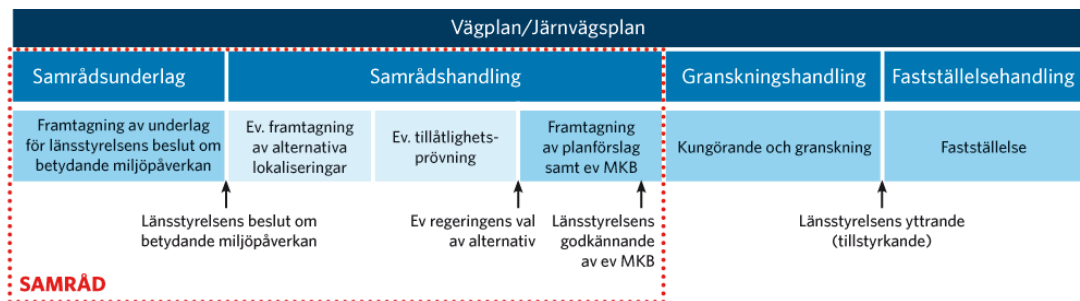 Vägplan/Järnvägsplan
Samrådsunderlag
Samrådshandling
Granskningshandling
Fastställelsehandling
Framtagning av underlag
för länsstyrelsens beslut om
betydande miljöpåverkan
Ev. framtagning
av alternativa
lokaliseringar
Ev. tillåtlighets-
prövning
Framtagning
av planförslag
samt ev MKB
Kungörande och granskning
Fastställelse
Länsstyrelsens beslut om
betydande miljöpåverkan
Ev regeringens val
av alternativ
Länsstyrelsens
godkännande
av ev MKB
Länsstyrelsens yttrande
(tillstyrkande)
SAMRÅD